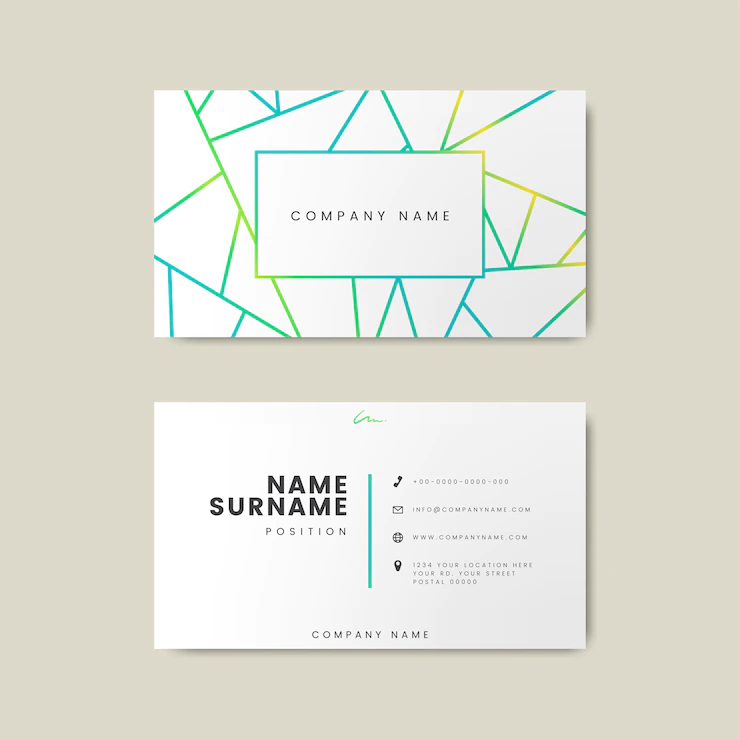 COMPANY NAME
NAME
SURNAME
POSITION
+00-0000-0000-000
INFO@COMPANYNAME.COM
WWW.COMPANYNAME.COM
1234 YOUR LOCATION HERE
YOUR RD. YOUR STREET
POSTAL 00000
COMPANY NAME